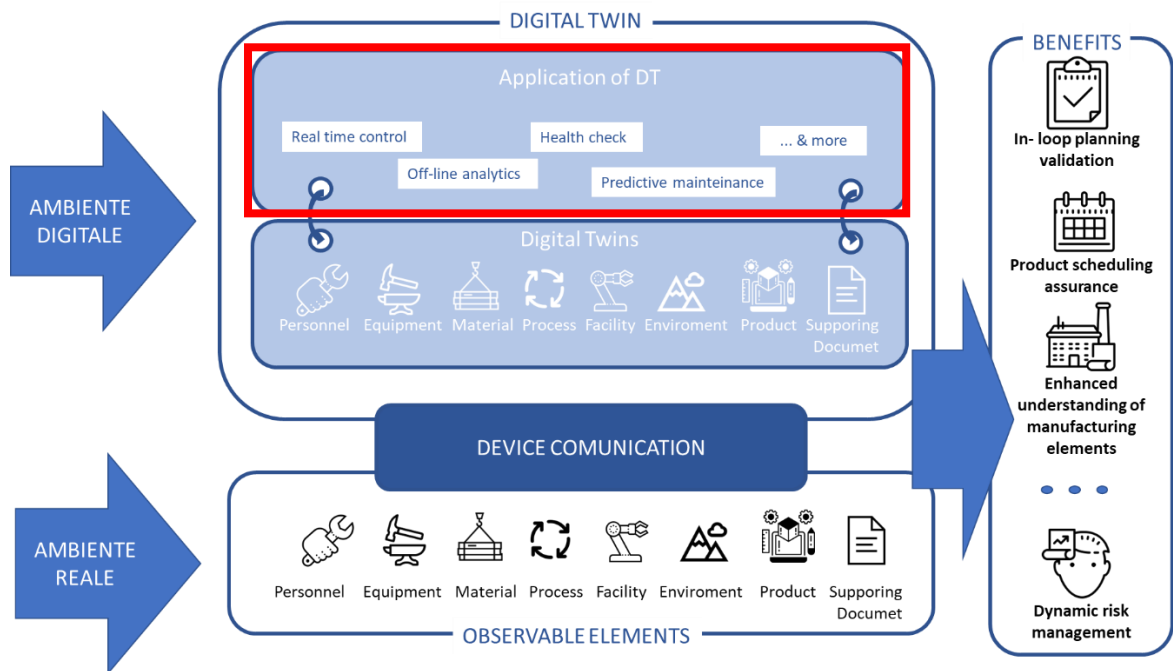 DIGITAL TWIN
Application of DT
Real time control
Health check
... & more
Off-line analytics
Predictive mainteinance
AMBIENTE
DIGITALE
Digital Twins
Personnel Equipment Material Process Facility Enviroment Product Supporing
Documet
DEVICE COMUNICATION
AMBIENTE
REALE
Personnel Equipment Material Process Facility Enviroment Product Supporing
Documet
OBSERVABLE ELEMENTS
BENEFITS
In- loop planning
validation
Product scheduling
assurance
Enhanced
understanding of
manufacturing
elements
Dynamic risk
management